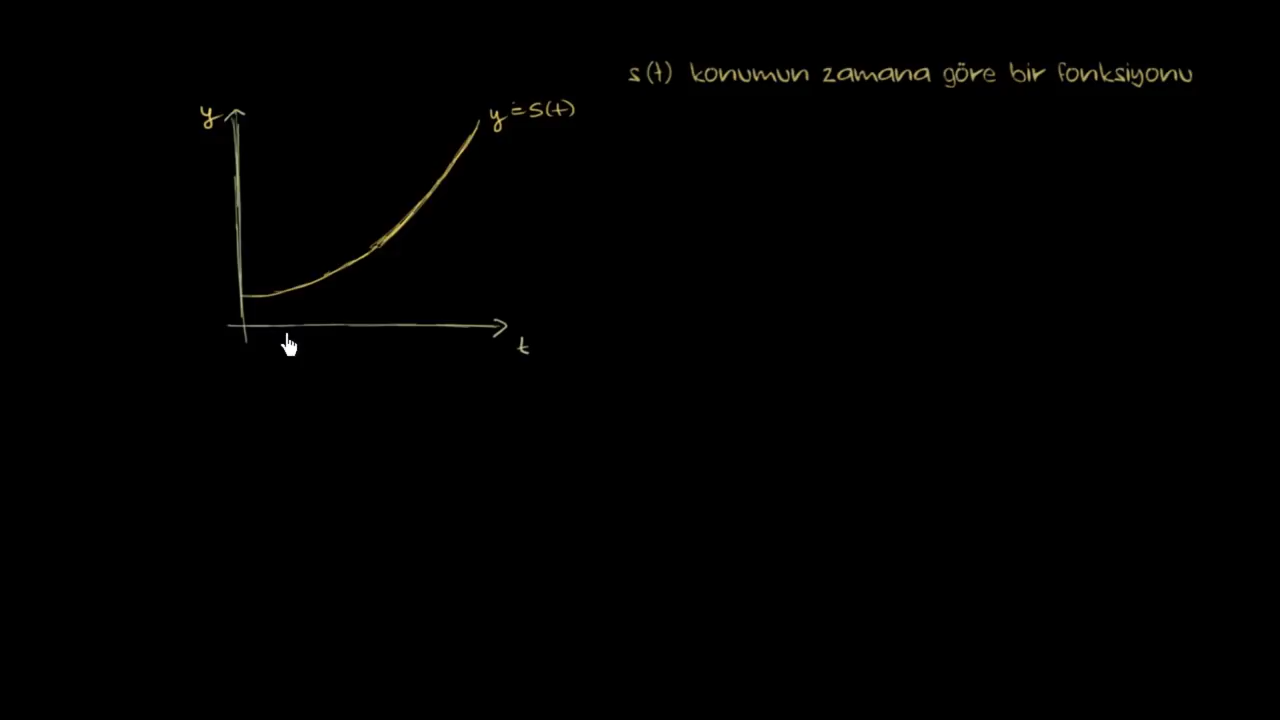 s(t) konumun zamana göre bir fonksiyonu
y
y = s(t)
t